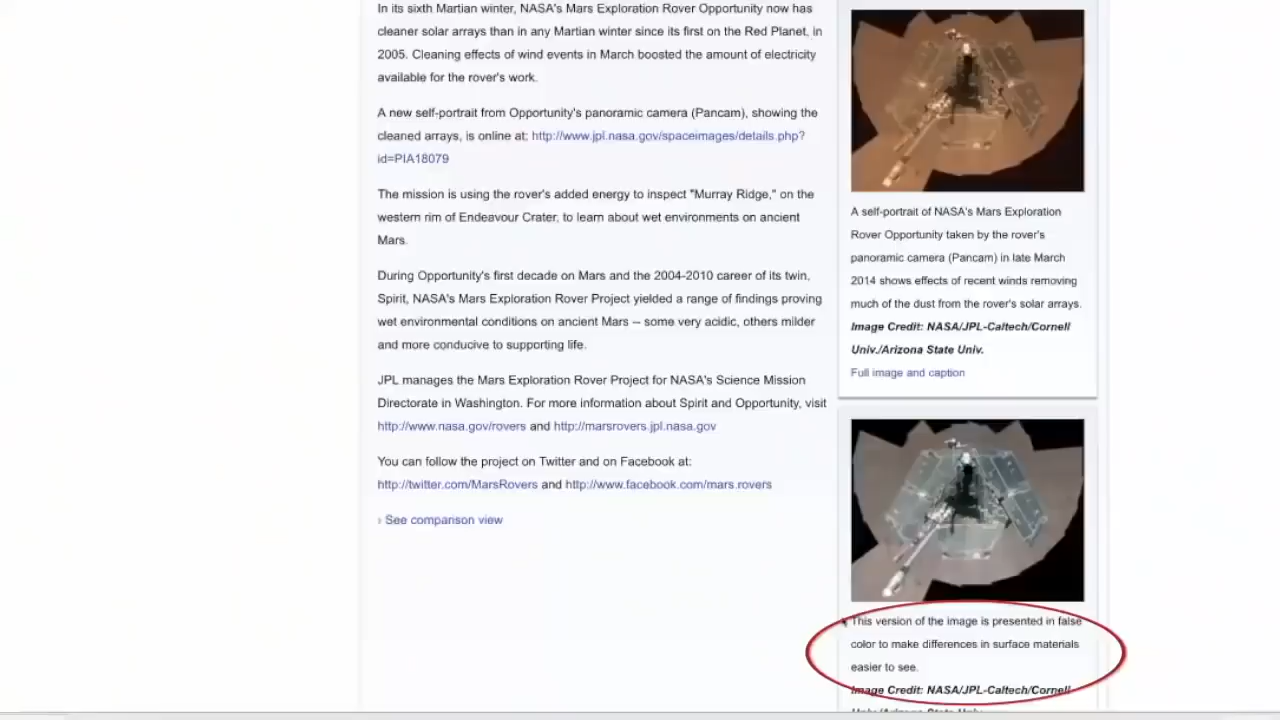 In its sixth Martian winter, NASA's Mars Exploration Rover Opportunity now has
cleaner solar arrays than in any Martian winter since its first on the Red Planet, in
2005. Cleaning effects of wind events in March boosted the amount of electricity
available for the rover's work.
A new self-portrait from Opportunity's panoramic camera (Pancam), showing the
cleaned arrays, is online at: http://www.jpl.nasa.gov/spaceimages/details.php?
id=PIA18079
The mission is using the rover's added energy to inspect "Murray Ridge," on the
western rim of Endeavour Crater, to learn about wet environments on ancient
Mars.
During Opportunity's first decade on Mars and the 2004-2010 career of its twin,
Spirit, NASA's Mars Exploration Rover Project yielded a range of findings proving
wet environmental conditions on ancient Mars -- some very acidic, others milder
and more conducive to supporting life.
JPL manages the Mars Exploration Rover Project for NASA's Science Mission
Directorate in Washington. For more information about Spirit and Opportunity, visit
http://www.nasa.gov/rovers and http://marsrovers.jpl.nasa.gov
You can follow the project on Twitter and on Facebook at:
http://twitter.com/MarsRovers and http://www.facebook.com/mars.rovers
› See comparison view
A self-portrait of NASA's Mars Exploration
Rover Opportunity taken by the rover's
panoramic camera (Pancam) in late March
2014 shows effects of recent winds removing
much of the dust from the rover's solar arrays.
Image Credit: NASA/JPL-Caltech/Cornell
Univ./Arizona State Univ.
Full image and caption
This version of the image is presented in false
color to make differences in surface materials
easier to see.
Image Credit: NASA/JPL-Caltech/Cornell
Univ./Arizona State Univ.